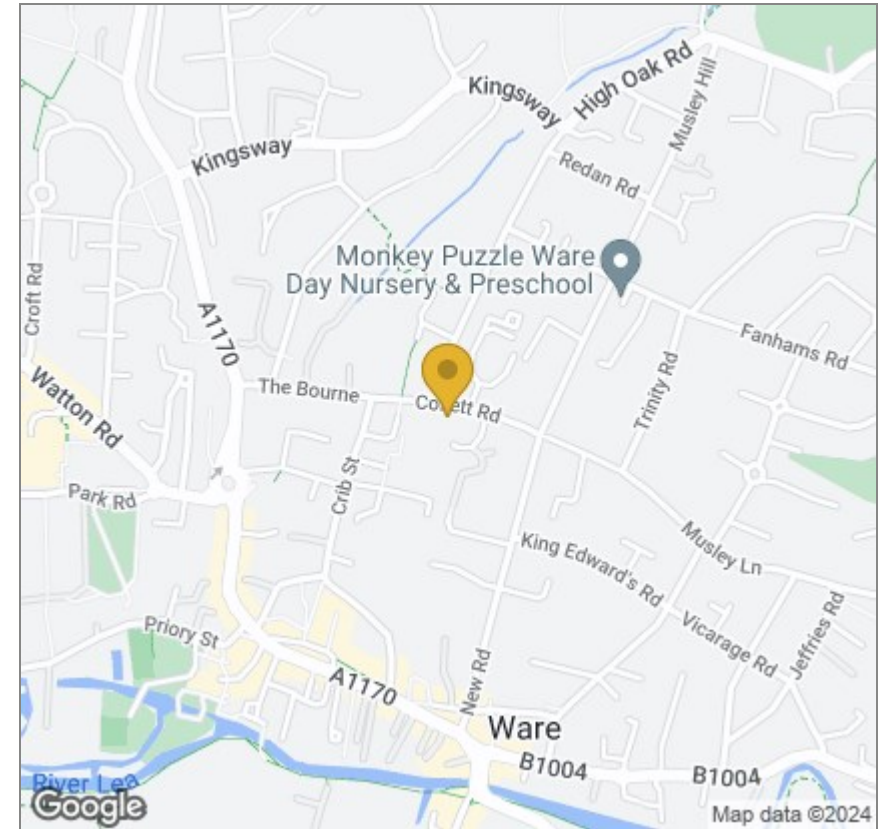 High Oak Rd
Kingsway
Musley Hill
Kingsway
Redan Rd
Croft Rd
Monkey Puzzle Ware
Day Nursery & Preschool
A1170
Fanhams Rd
Trinity Rd
The Bourne
Collett Rd
Watton Rd
Crib St
Park Rd
Musley Ln
King Edward's Rd
Jeffries Rd
Priory St
Vicarage Rd
New Rd
A1170
Ware
B1004
B1004
River Lea
Google
Map data ©2024